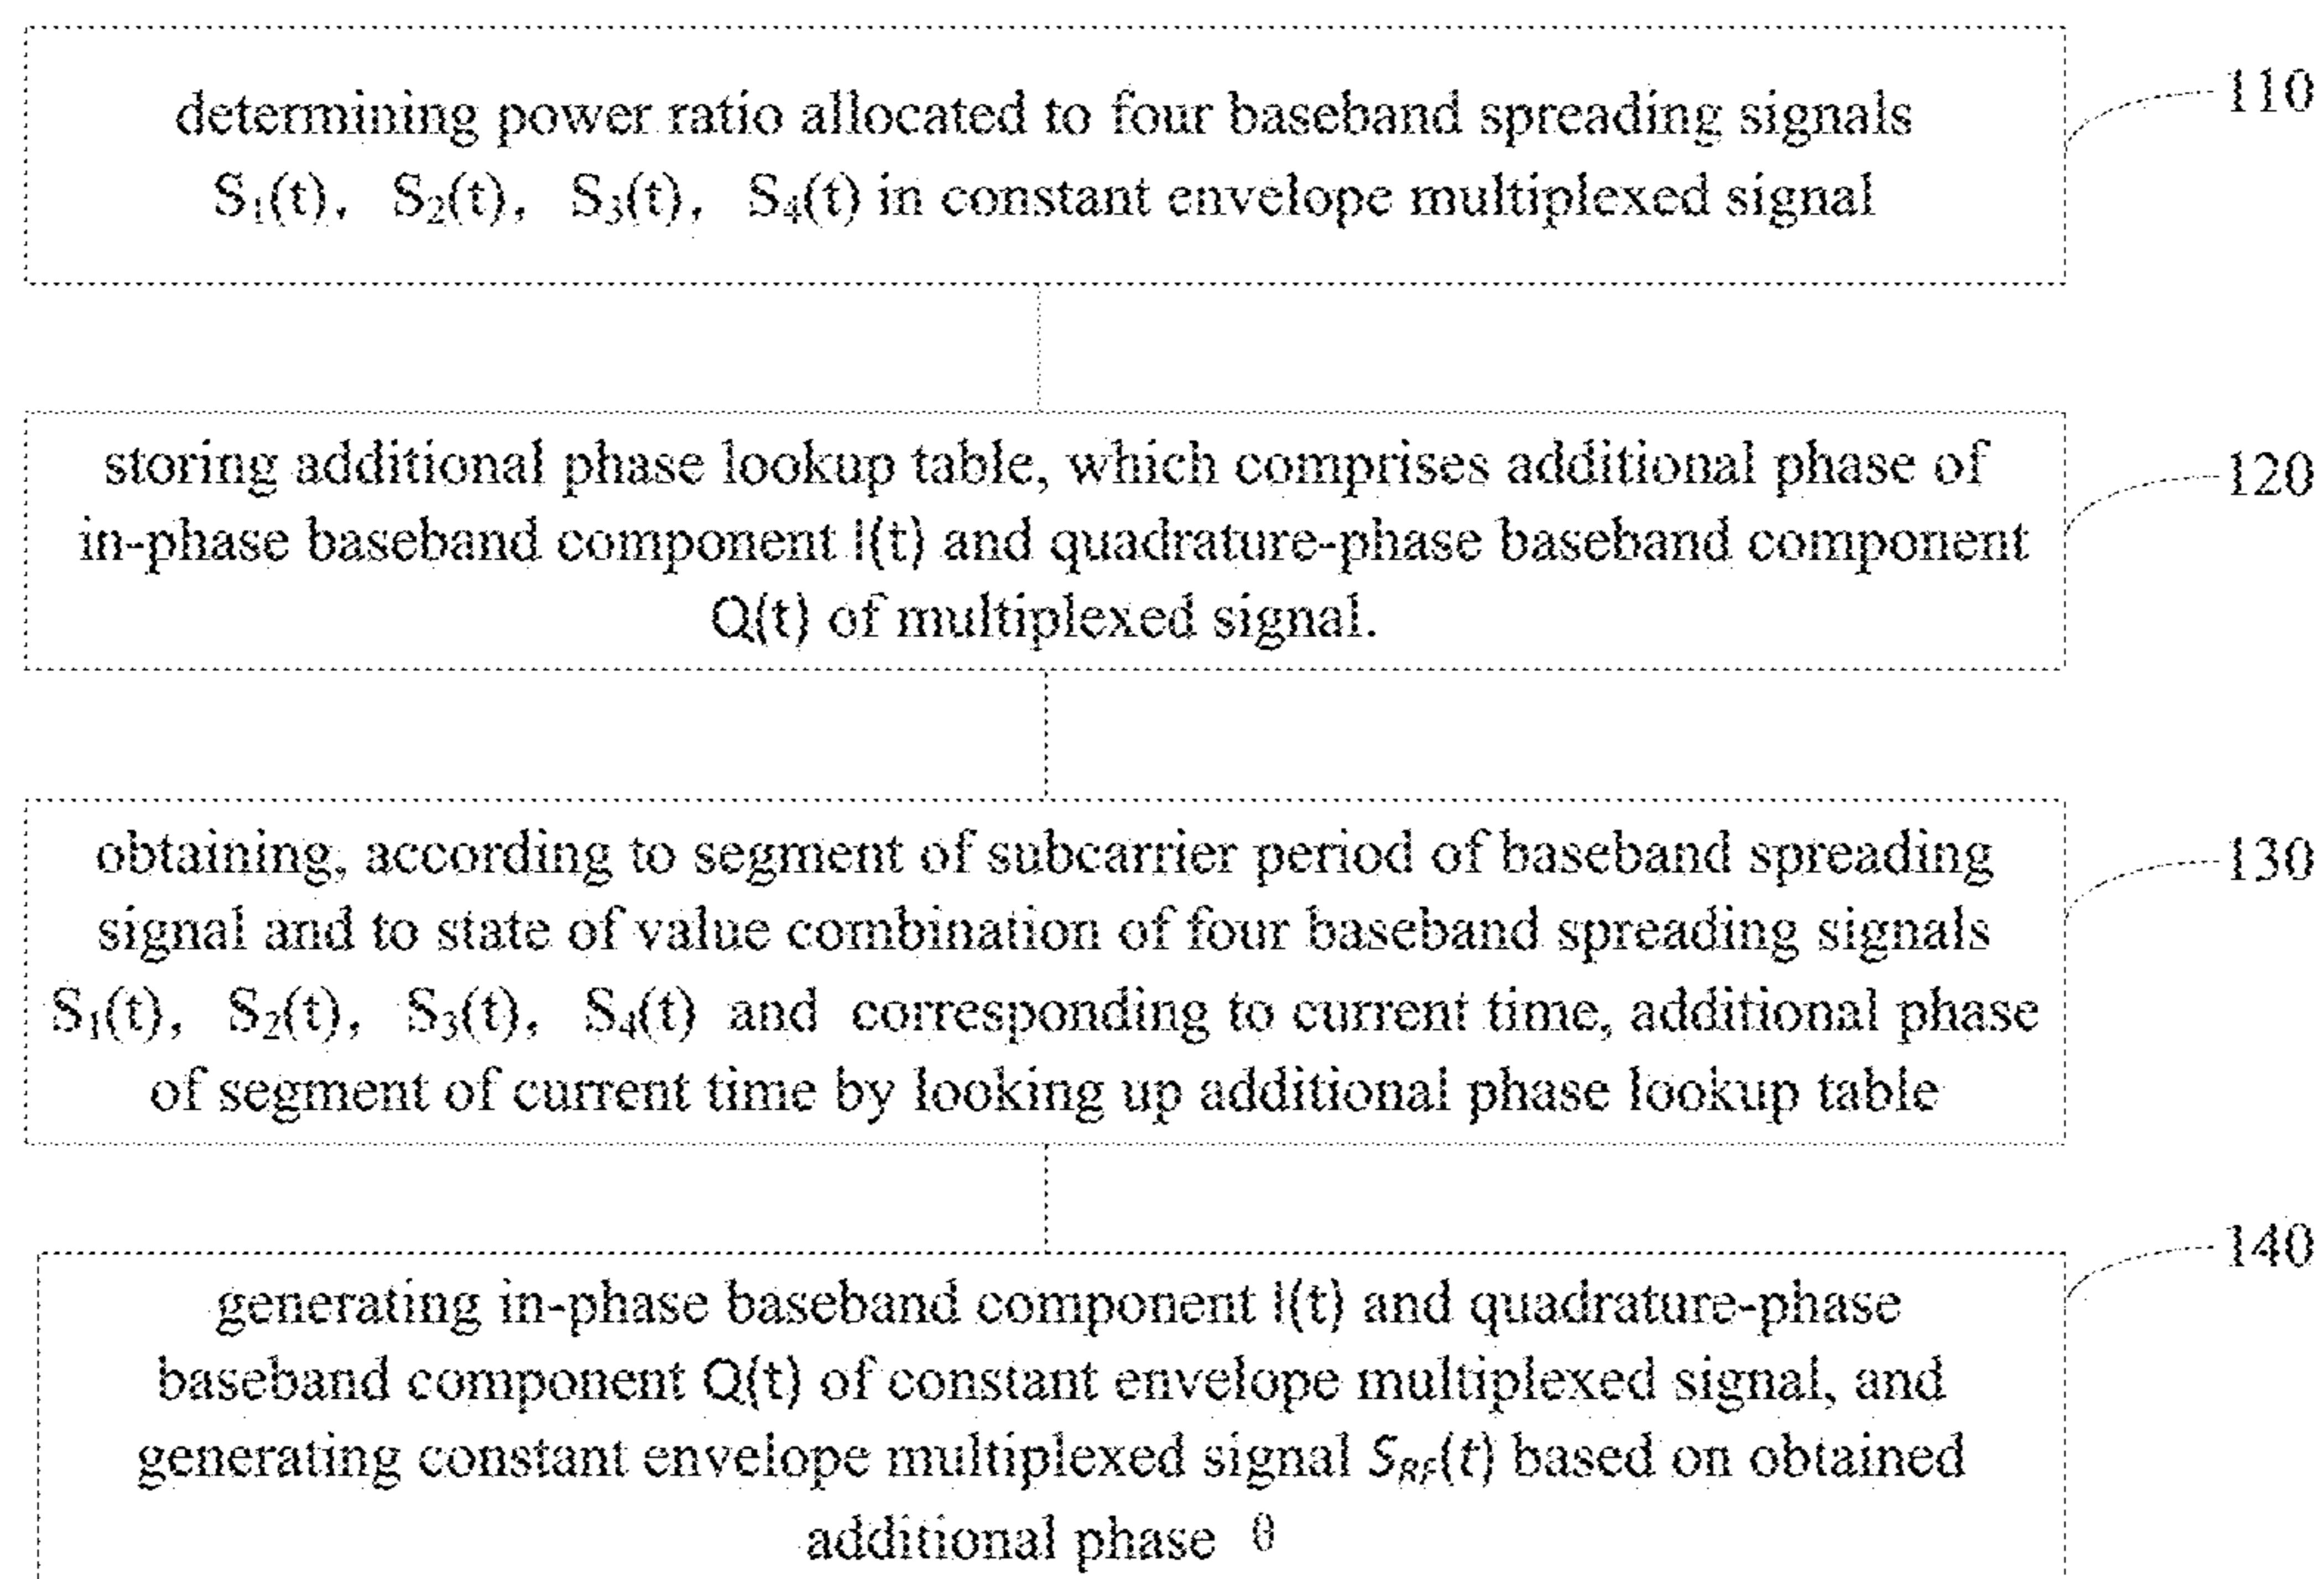 determining power ratio allocated to four baseband spreading signals
S₁(t), S₂(t), S₃(t), S₄(t) in constant envelope multiplexed signal
110
storing additional phase lookup table, which comprises additional phase of
in-phase baseband component I(t) and quadrature-phase baseband component
Q(t) of multiplexed signal.
120
obtaining, according to segment of subcarrier period of baseband spreading
signal and to state of value combination of four baseband spreading signals
S₁(t), S₂(t), S₃(t), S₄(t) and corresponding to current time, additional phase
of segment of current time by looking up additional phase lookup table
130
generating in-phase baseband component I(t) and quadrature-phase
baseband component Q(t) of constant envelope multiplexed signal, and
generating constant envelope multiplexed signal S_RF(t) based on obtained
additional phase θ
140